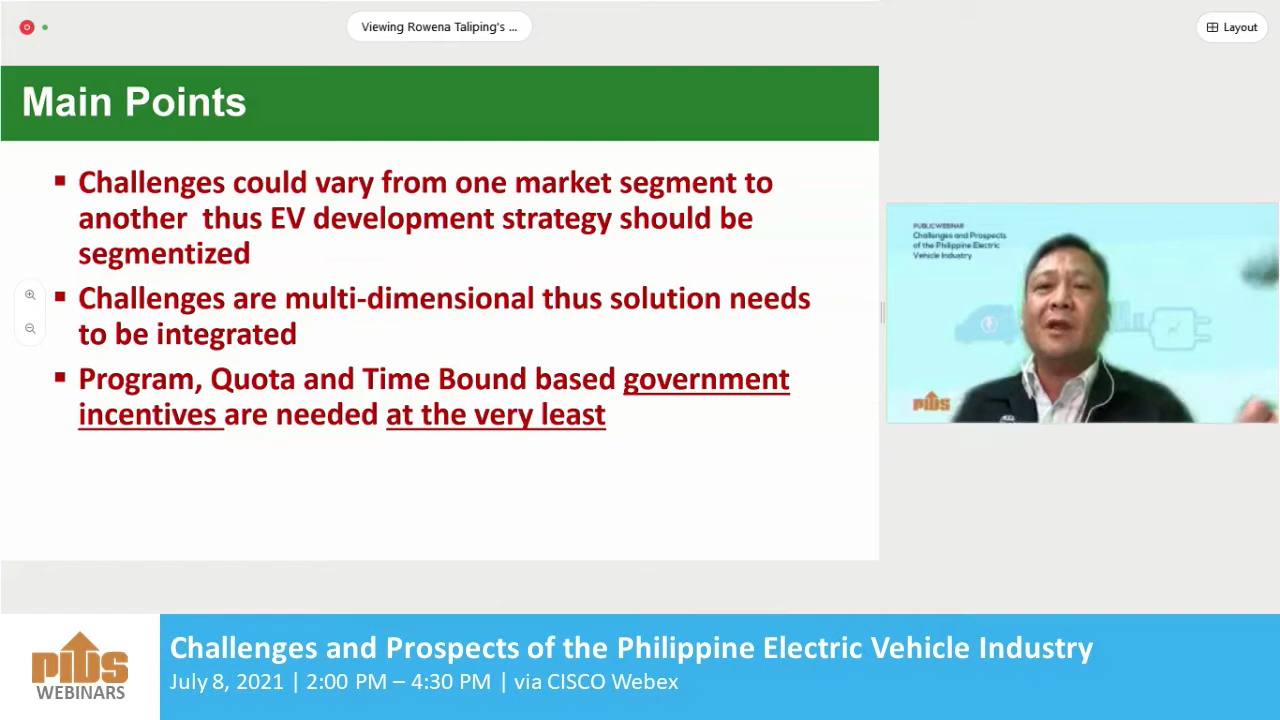 Viewing Rowena Taliping's ...
Layout
Main Points
Challenges could vary from one market segment to
another thus EV development strategy should be
segmentized
Challenges are multi-dimensional thus solution needs
to be integrated
Program, Quota and Time Bound based government
incentives are needed at the very least
PUBLIC WEBINAR
Challenges and Prospects
of the Philippine Electric
Vehicle Industry
PIDS
PIDS
WEBINARS
Challenges and Prospects of the Philippine Electric Vehicle Industry
July 8, 2021 | 2:00 PM – 4:30 PM | via CISCO Webex